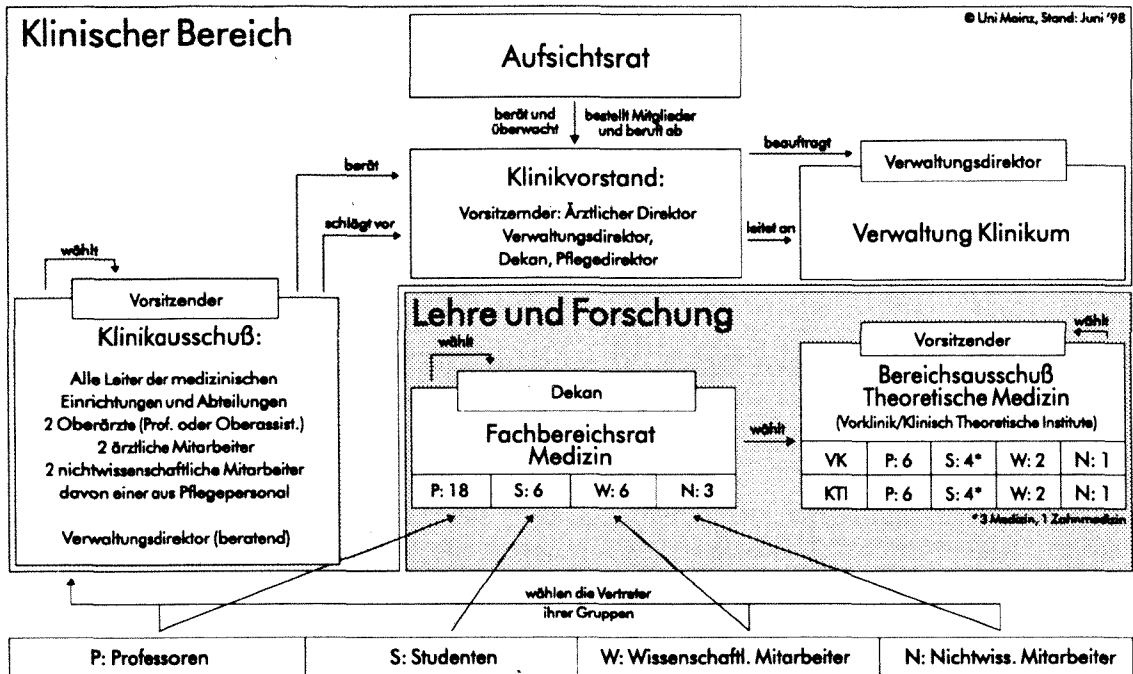 Klinischer Bereich
© Uni Mainz, Stand: Juni '98
Aufsichtsrat
berät und
überwacht
bestellt Mitglieder
und beruft ab
beauftragt
Verwaltungsdirektor
Verwaltung Klinikum
leitet an
Klinikvorstand:
Vorsitzernder: Ärztlicher Direktor
Verwaltungsdirektor,
Dekan, Pflegedirektor
berät
schlägt vor
wählt
Vorsitzender
Klinikausschuß:
Alle Leiter der medizinischen
Einrichtungen und Abteilungen
2 Oberärzte (Prof. oder Oberassist.)
2 ärztliche Mitarbeiter
2 nichtwissenschaftliche Mitarbeiter
davon einer aus Pflegepersonal
Verwaltungsdirektor (beratend)
Lehre und Forschung
wählt
Dekan
Fachbereichsrat
Medizin
P: 18 S: 6 W: 6 N: 3
wählt
wählt
Vorsitzender
Bereichsausschuß
Theoretische Medizin
(Vorklinik/Klinisch Theoretische Institute)
VK P: 6 S: 4* W: 2 N: 1
KTI P: 6 S: 4* W: 2 N: 1
* 3 Medizin, 1 Zahnmedizin
wählen die Vertreter
ihrer Gruppen
P: Professoren
S: Studenten
W: Wissenschaftl. Mitarbeiter
N: Nichtwiss. Mitarbeiter